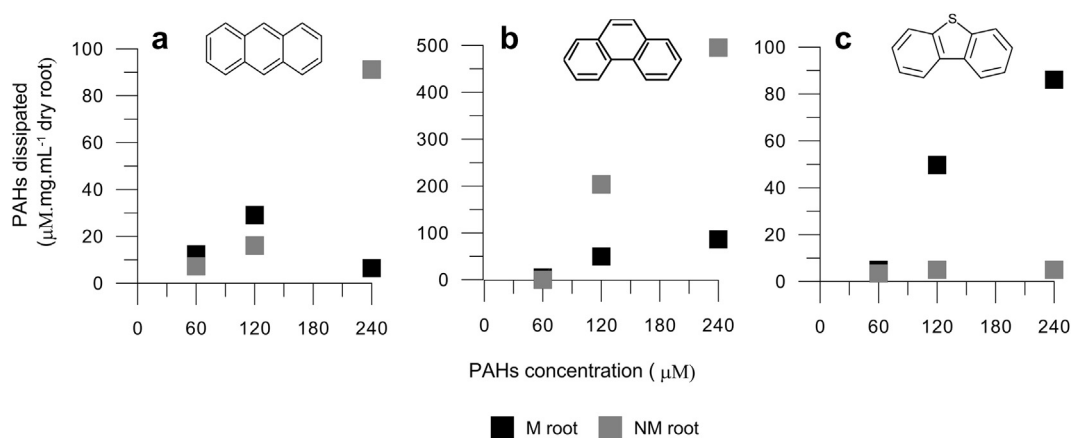 PAHs dissipated
(μM.mg.mL⁻¹ dry root)
a
100
80
60
40
20
0
0 60 120 180 240
b
500
400
300
200
100
0
0 60 120 180 240
c
S
100
80
60
40
20
0
0 60 120 180 240
PAHs concentration ( μM)
M root NM root